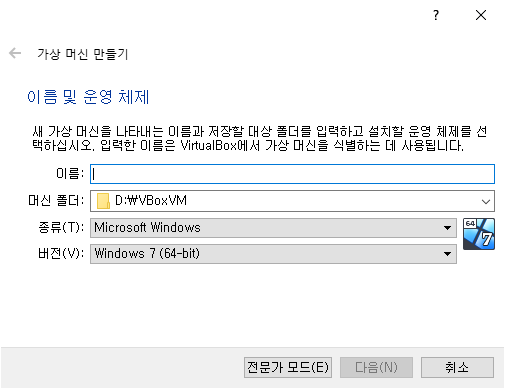 ?
가상 머신 만들기
이름 및 운영 체제
새 가상 머신을 나타내는 이름과 저장할 대상 폴더를 입력하고 설치할 운영 체제를 선
택하십시오. 입력한 이름은 VirtualBox에서 가상 머신을 식별하는 데 사용됩니다.
이름:
머신 폴더: D:₩VBoxVM
종류(T): Microsoft Windows
64
7
버전(V): Windows 7 (64-bit)
전문가 모드(E) 다음(N) 취소